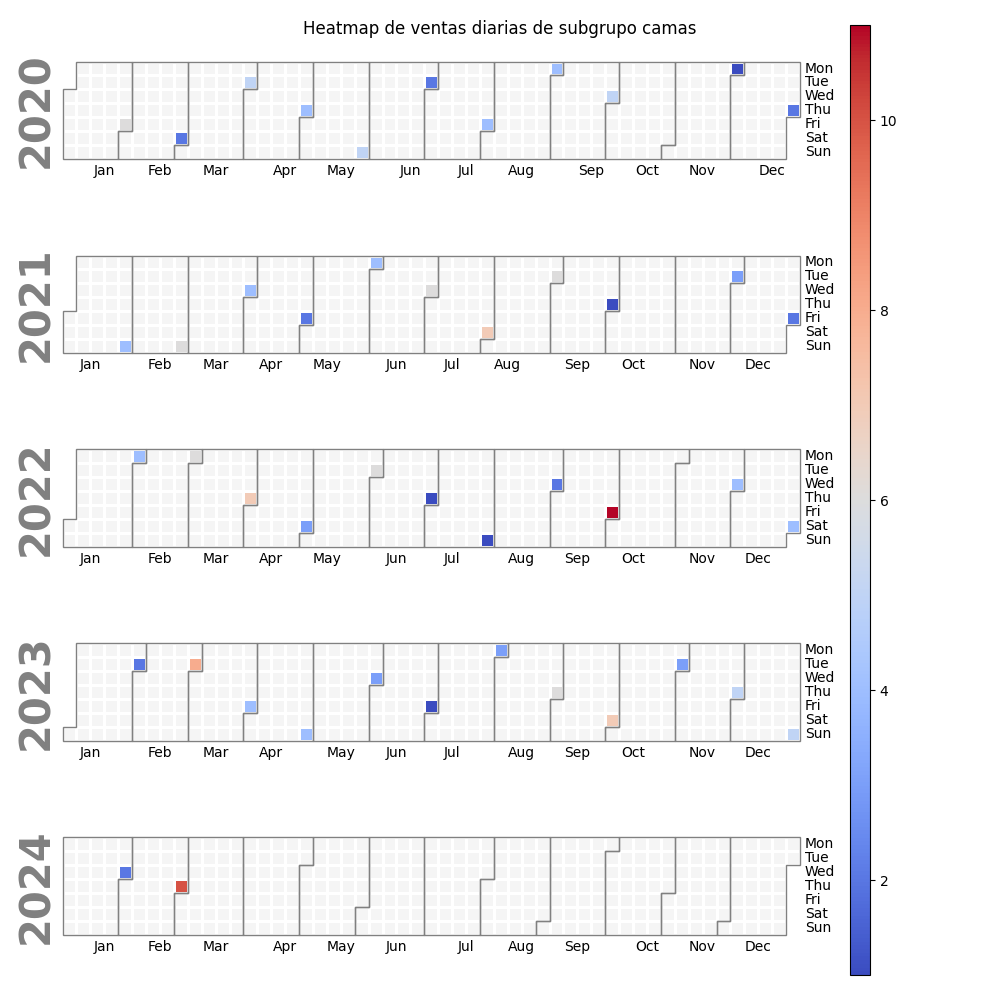 Heatmap de ventas diarias de subgrupo camas
2020
Mon
Tue
Wed
Thu
Fri
Sat
Sun
Jan Feb Mar Apr May Jun Jul Aug Sep Oct Nov Dec
2021
Mon
Tue
Wed
Thu
Fri
Sat
Sun
Jan Feb Mar Apr May Jun Jul Aug Sep Oct Nov Dec
2022
Mon
Tue
Wed
Thu
Fri
Sat
Sun
Jan Feb Mar Apr May Jun Jul Aug Sep Oct Nov Dec
2023
Mon
Tue
Wed
Thu
Fri
Sat
Sun
Jan Feb Mar Apr May Jun Jul Aug Sep Oct Nov Dec
2024
Mon
Tue
Wed
Thu
Fri
Sat
Sun
Jan Feb Mar Apr May Jun Jul Aug Sep Oct Nov Dec
10
8
6
4
2